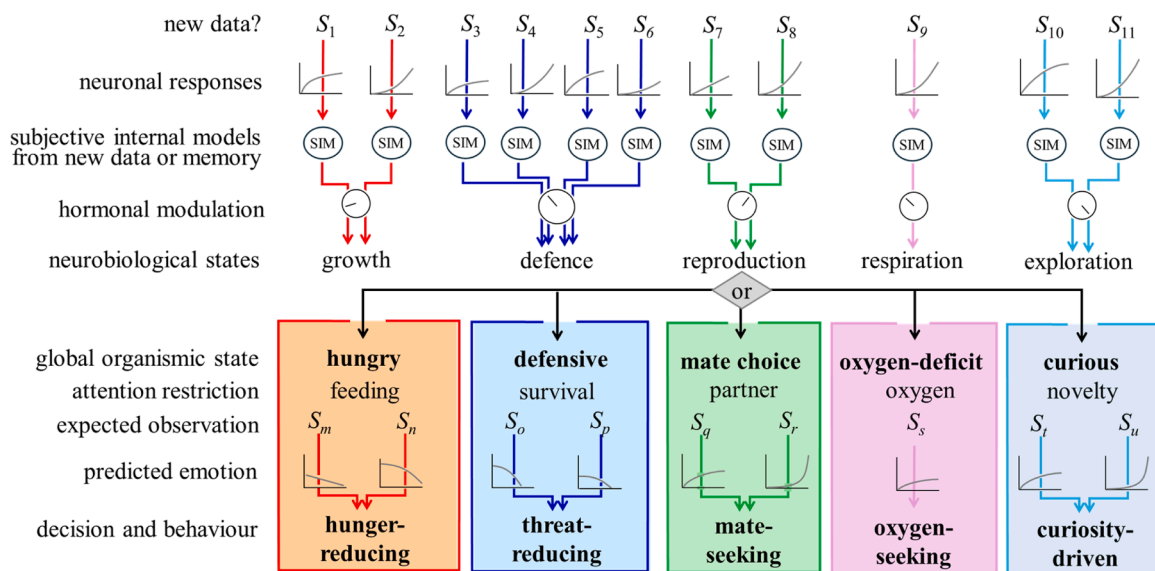 new data? S1 S2 S3 S4 S5 S6 S7 S8 S9 S10 S11
neuronal responses
subjective internal models
from new data or memory
SIM SIM SIM SIM SIM SIM SIM SIM SIM SIM SIM
hormonal modulation
neurobiological states growth defence reproduction respiration exploration
or
global organismic state hungry defensive mate choice oxygen-deficit curious
attention restriction feeding survival partner oxygen novelty
expected observation Sm Sn So Sp Sq Sr Ss St Su
predicted emotion
decision and behaviour hunger- threat- mate- oxygen- curiosity-
reducing reducing seeking seeking driven